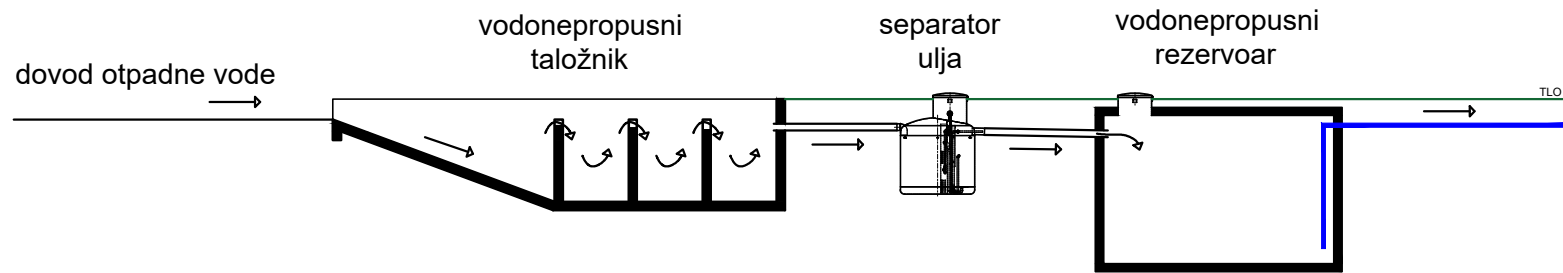 dovod otpadne vode
vodonepropusni
taložnik
separator
ulja
vodonepropusni
rezervoar
TLO